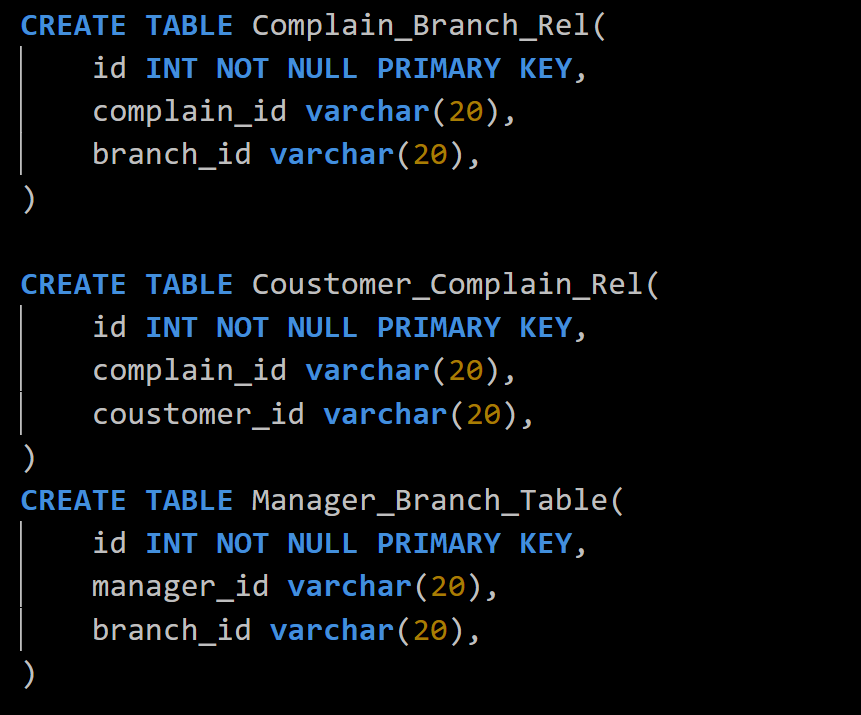 CREATE TABLE Complain_Branch_Rel(
    id INT NOT NULL PRIMARY KEY,
    complain_id varchar(20),
    branch_id varchar(20),
)
CREATE TABLE Coustomer_Complain_Rel(
    id INT NOT NULL PRIMARY KEY,
    complain_id varchar(20),
    coustomer_id varchar(20),
)
CREATE TABLE Manager_Branch_Table(
    id INT NOT NULL PRIMARY KEY,
    manager_id varchar(20),
    branch_id varchar(20),
)